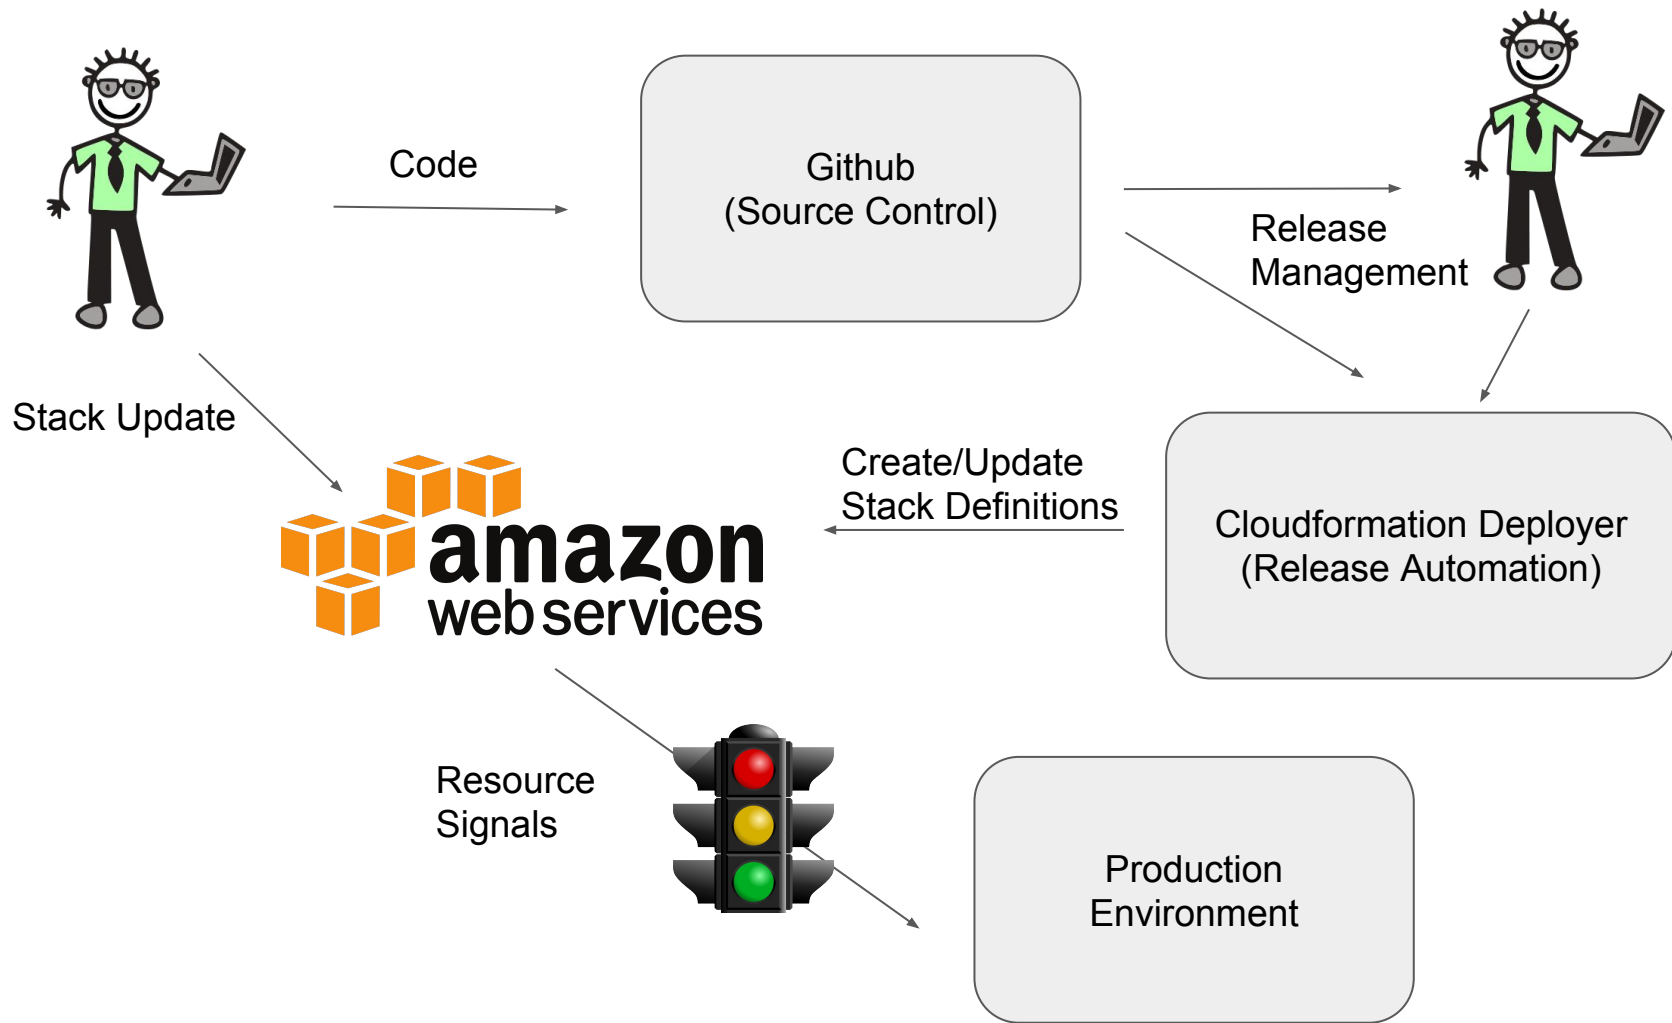 Code
Github
(Source Control)
Release
Management
Stack Update
Create/Update
Stack Definitions
Cloudformation Deployer
(Release Automation)
amazon
web services
Resource
Signals
Production
Environment